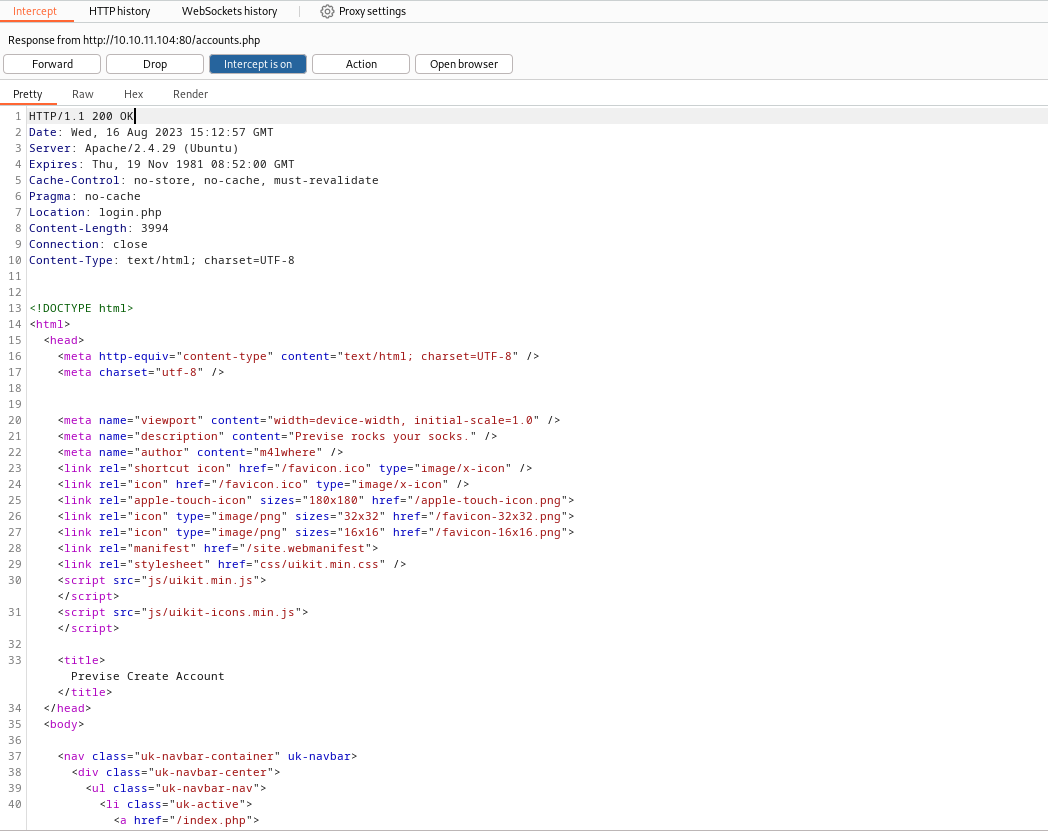 Intercept HTTP history WebSockets history Proxy settings
Response from http://10.10.11.104:80/accounts.php
Forward Drop Intercept is on Action Open browser
Pretty Raw Hex Render
1 HTTP/1.1 200 OK
2 Date: Wed, 16 Aug 2023 15:12:57 GMT
3 Server: Apache/2.4.29 (Ubuntu)
4 Expires: Thu, 19 Nov 1981 08:52:00 GMT
5 Cache-Control: no-store, no-cache, must-revalidate
6 Pragma: no-cache
7 Location: login.php
8 Content-Length: 3994
9 Connection: close
10 Content-Type: text/html; charset=UTF-8
11
12
13 <!DOCTYPE html>
14 <html>
15 <head>
16 <meta http-equiv="content-type" content="text/html; charset=UTF-8" />
17 <meta charset="utf-8" />
18
19
20 <meta name="viewport" content="width=device-width, initial-scale=1.0" />
21 <meta name="description" content="Previse rocks your socks." />
22 <meta name="author" content="m4lwhere" />
23 <link rel="shortcut icon" href="/favicon.ico" type="image/x-icon" />
24 <link rel="icon" href="/favicon.ico" type="image/x-icon" />
25 <link rel="apple-touch-icon" sizes="180x180" href="/apple-touch-icon.png">
26 <link rel="icon" type="image/png" sizes="32x32" href="/favicon-32x32.png">
27 <link rel="icon" type="image/png" sizes="16x16" href="/favicon-16x16.png">
28 <link rel="manifest" href="/site.webmanifest">
29 <link rel="stylesheet" href="css/uikit.min.css" />
30 <script src="js/uikit.min.js">
</script>
31 <script src="js/uikit-icons.min.js">
</script>
32
33 <title>
Previse Create Account
</title>
34 </head>
35 <body>
36
37 <nav class="uk-navbar-container" uk-navbar>
38 <div class="uk-navbar-center">
39 <ul class="uk-navbar-nav">
40 <li class="uk-active">
<a href="/index.php">